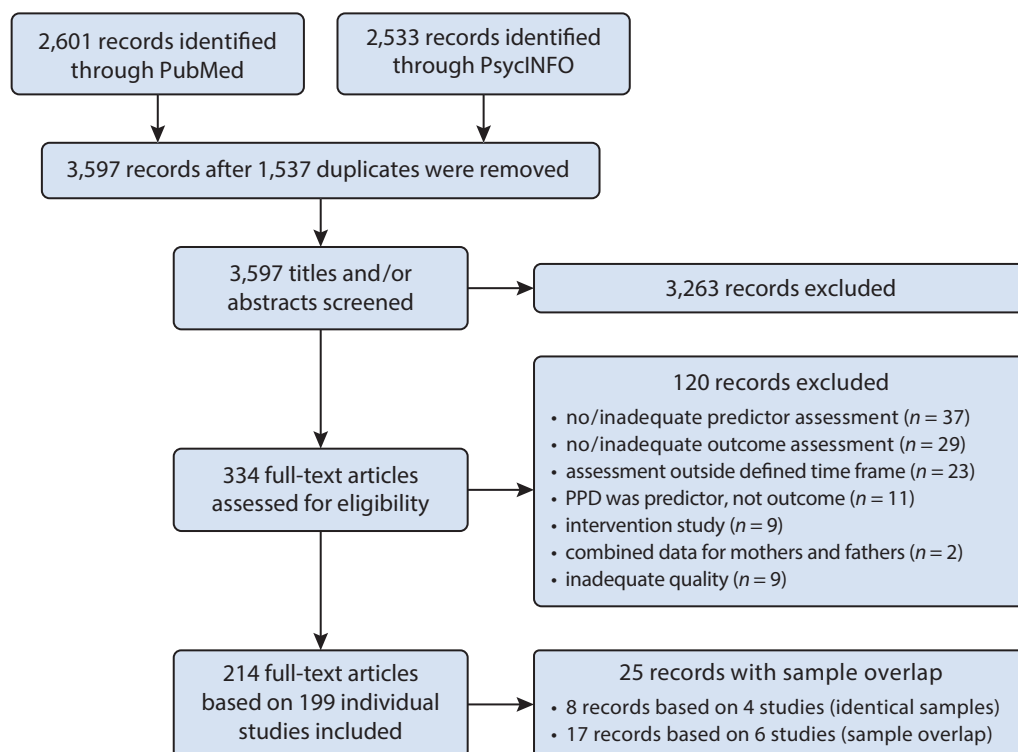 2,601 records identified
through PubMed
2,533 records identified
through PsycINFO
3,597 records after 1,537 duplicates were removed
3,597 titles and/or
abstracts screened
3,263 records excluded
334 full-text articles
assessed for eligibility
120 records excluded
• no/inadequate predictor assessment (n = 37)
• no/inadequate outcome assessment (n = 29)
• assessment outside defined time frame (n = 23)
• PPD was predictor, not outcome (n = 11)
• intervention study (n = 9)
• combined data for mothers and fathers (n = 2)
• inadequate quality (n = 9)
214 full-text articles
based on 199 individual
studies included
25 records with sample overlap
• 8 records based on 4 studies (identical samples)
• 17 records based on 6 studies (sample overlap)